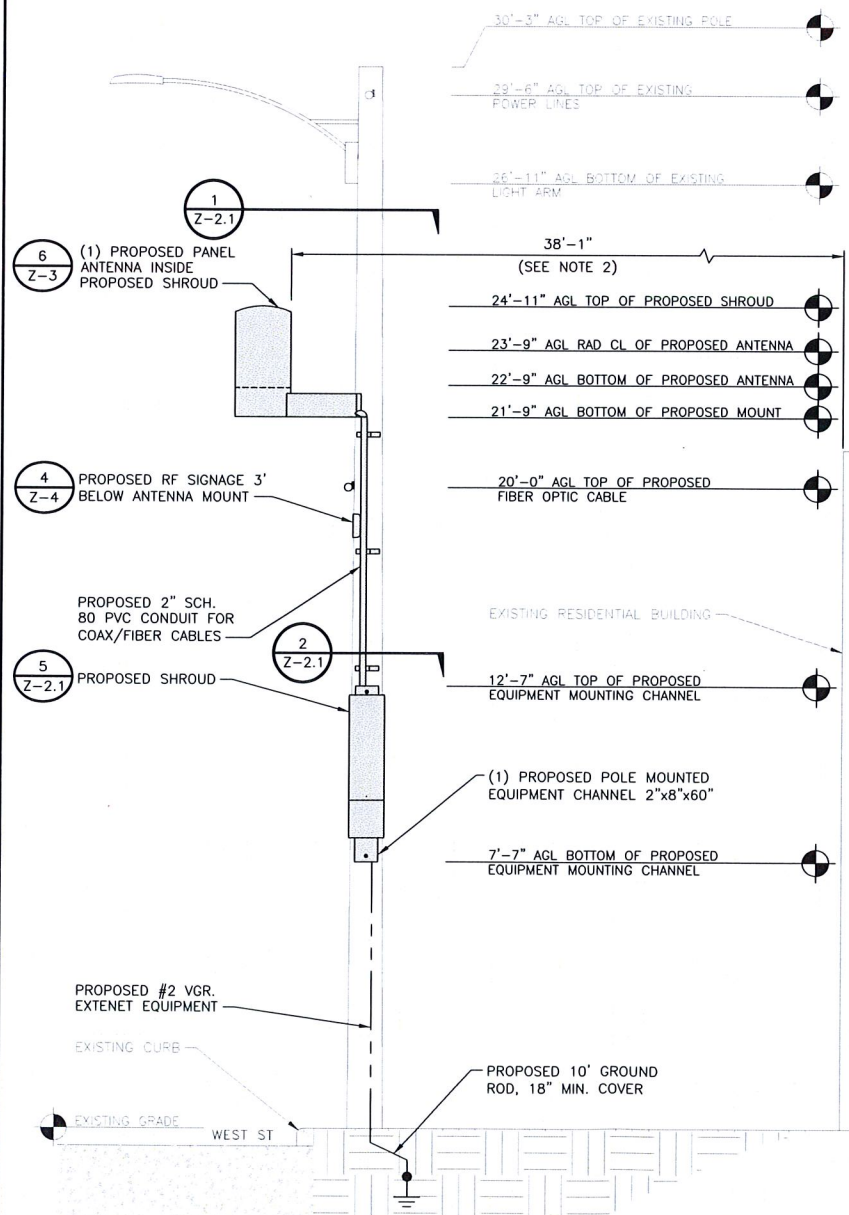 30'-3" AGL TOP OF EXISTING POLE
29'-6" AGL TOP OF EXISTING
POWER LINES
26'-11" AGL BOTTOM OF EXISTING
LIGHT ARM
1
Z-2.1
6
Z-3
(1) PROPOSED PANEL
ANTENNA INSIDE
PROPOSED SHROUD
38'-1"
(SEE NOTE 2)
24'-11" AGL TOP OF PROPOSED SHROUD
23'-9" AGL RAD CL OF PROPOSED ANTENNA
22'-9" AGL BOTTOM OF PROPOSED ANTENNA
21'-9" AGL BOTTOM OF PROPOSED MOUNT
4
Z-4
PROPOSED RF SIGNAGE 3'
BELOW ANTENNA MOUNT
20'-0" AGL TOP OF PROPOSED
FIBER OPTIC CABLE
PROPOSED 2" SCH.
80 PVC CONDUIT FOR
COAX/FIBER CABLES
EXISTING RESIDENTIAL BUILDING
2
Z-2.1
5
Z-2.1
PROPOSED SHROUD
12'-7" AGL TOP OF PROPOSED
EQUIPMENT MOUNTING CHANNEL
(1) PROPOSED POLE MOUNTED
EQUIPMENT CHANNEL 2"x8"x60"
7'-7" AGL BOTTOM OF PROPOSED
EQUIPMENT MOUNTING CHANNEL
PROPOSED #2 VGR.
EXTENET EQUIPMENT
EXISTING CURB
PROPOSED 10' GROUND
ROD, 18" MIN. COVER
EXISTING GRADE
WEST ST